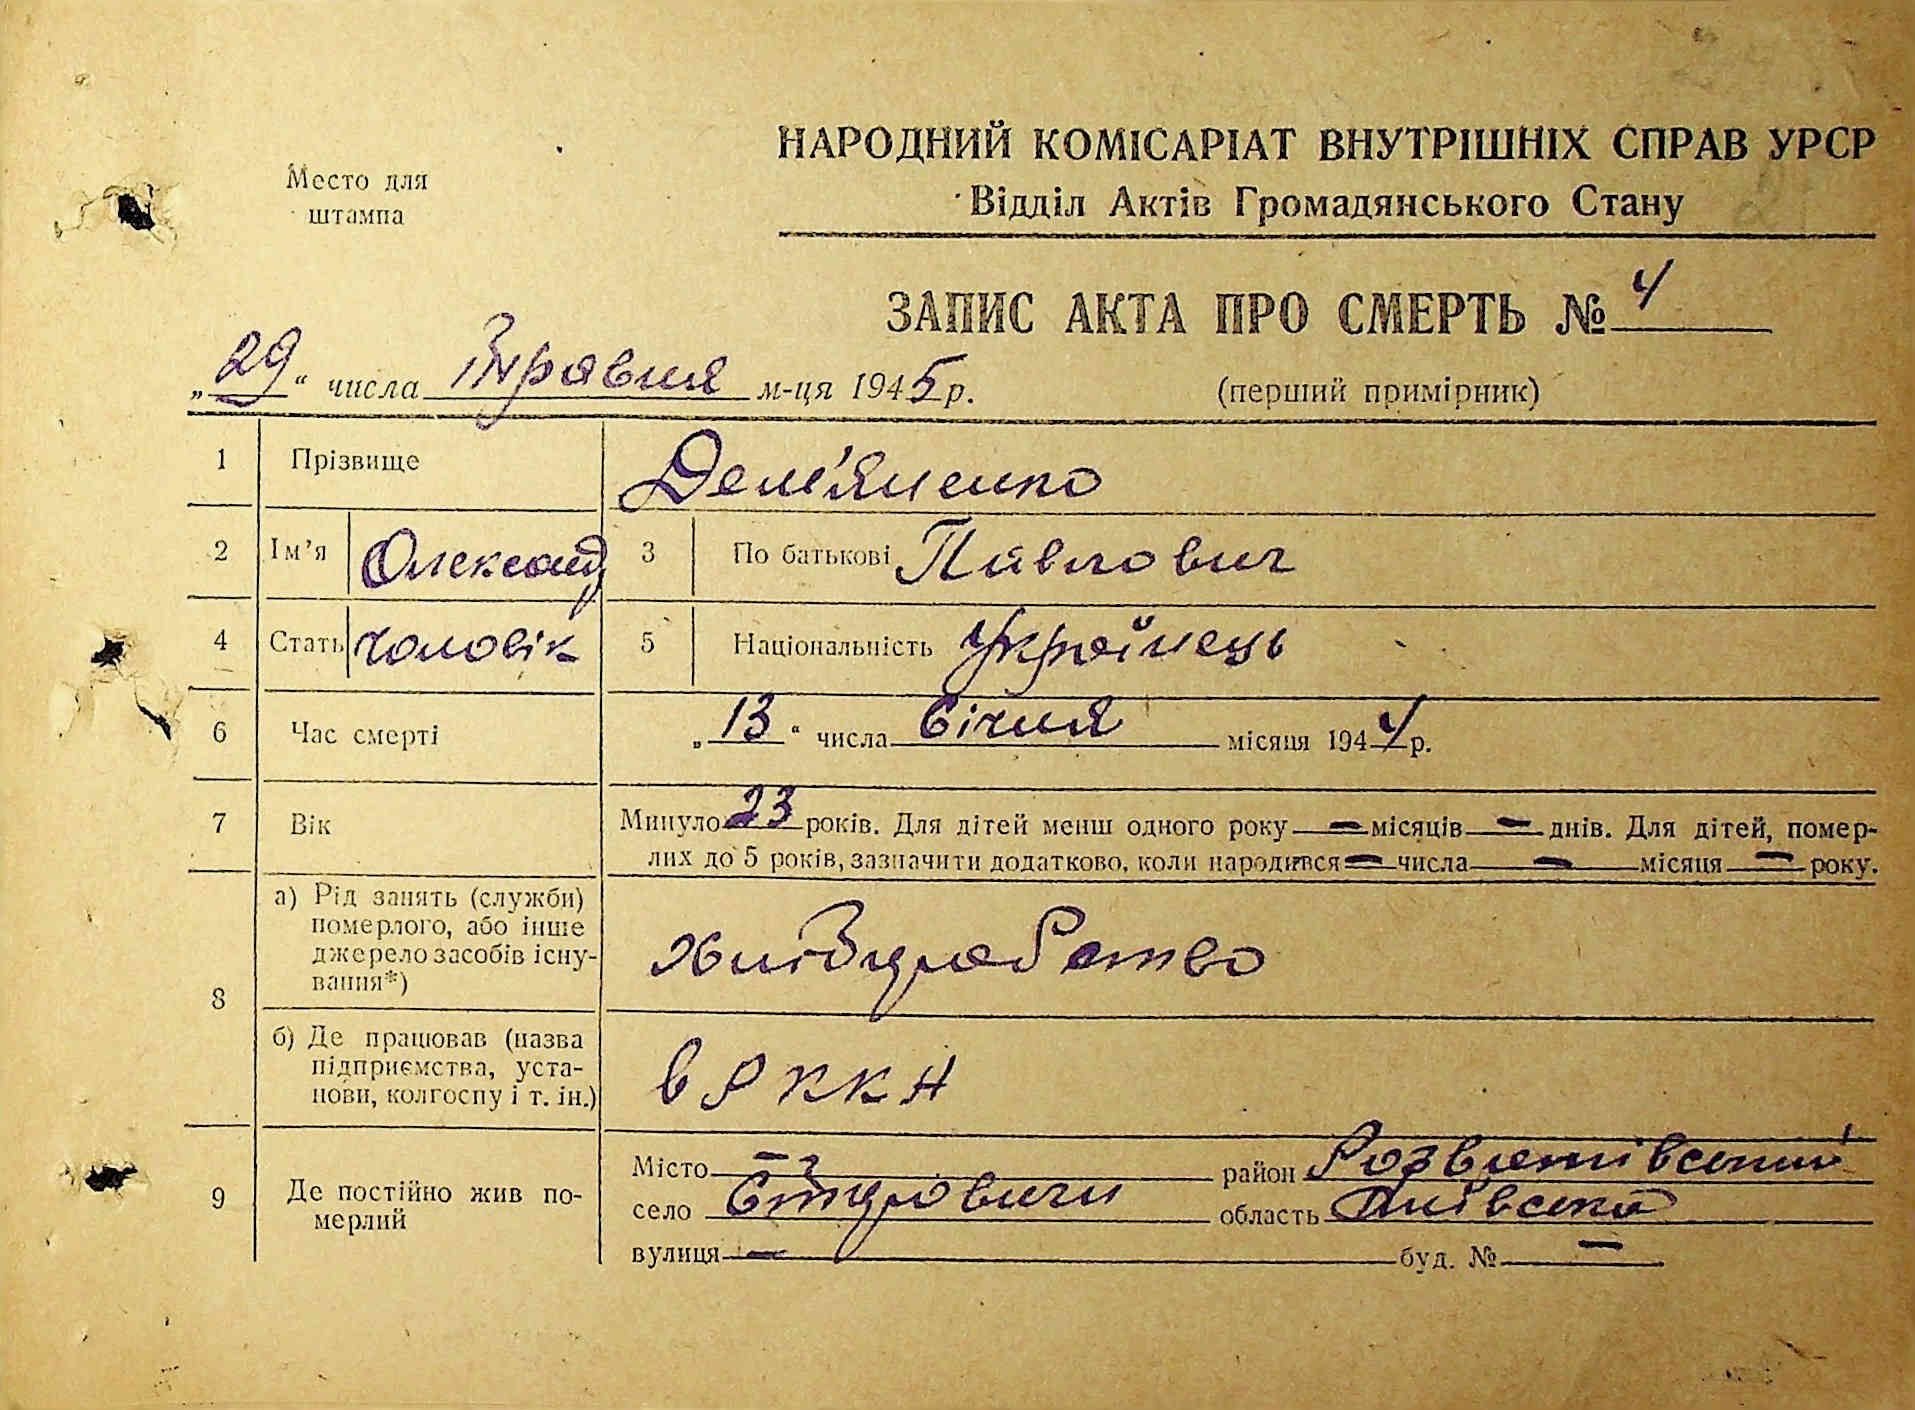 Место для
штампа
НАРОДНИЙ КОМІСАРІАТ ВНУТРІШНІХ СПРАВ УРСР
Відділ Актів Громадянського Стану
ЗАПИС АКТА ПРО СМЕРТЬ № 4
„29“ числа Травня м-ця 1945 р.
(перший примірник)
1 Прізвище Дем'яненко
2 Ім'я Олександ 3 По батькові Павлович
4 Стать чоловік 5 Національність Українець
6 Час смерті „13“ числа Січня місяця 1944 р.
7 Вік Минуло 23 років. Для дітей менш одного року — місяців — днів. Для дітей, помер-
лих до 5 років, зазначити додатково, коли народився — числа — місяця — року.
8 а) Рід занять (служби)
померлого, або інше
джерело засобів існу-
вання*)
хліборобство
б) Де працював (назва
підприємства, уста-
нови, колгоспу і т. ін.)
в РККА
9 Де постійно жив по-
мерлий
Місто — район Розважівський
село область Київська
вулиця — буд. № —